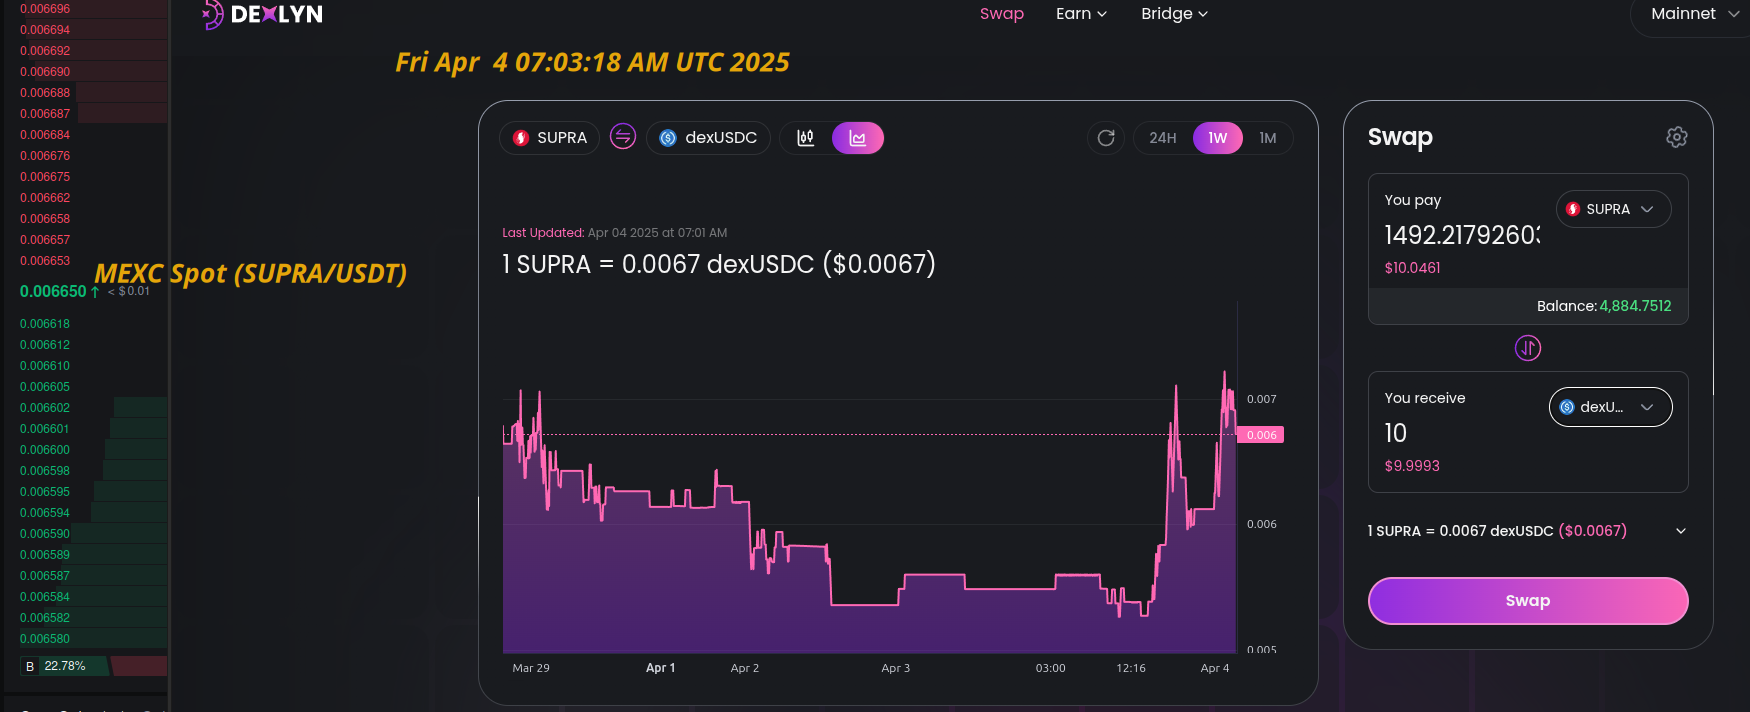 0.006696
0.006694
0.006692
0.006690
0.006688
0.006687
0.006684
0.006676
0.006675
0.006662
0.006658
0.006657
0.006653
0.006650 ↑ < $0.01
0.006618
0.006612
0.006610
0.006605
0.006602
0.006601
0.006600
0.006598
0.006595
0.006594
0.006590
0.006589
0.006587
0.006584
0.006582
0.006580
B 22.78%
MEXC Spot (SUPRA/USDT)
DEXLYN
Swap Earn Bridge
Mainnet
Fri Apr 4 07:03:18 AM UTC 2025
SUPRA dexUSDC
24H 1W 1M
Last Updated: Apr 04 2025 at 07:01 AM
1 SUPRA = 0.0067 dexUSDC ($0.0067)
0.007
0.006
0.006
0.005
Mar 29 Apr 1 Apr 2 Apr 3 03:00 12:16 Apr 4
Swap
You pay
SUPRA
1492.2179260
$10.0461
Balance: 4,884.7512
You receive
dexU...
10
$9.9993
1 SUPRA = 0.0067 dexUSDC ($0.0067)
Swap